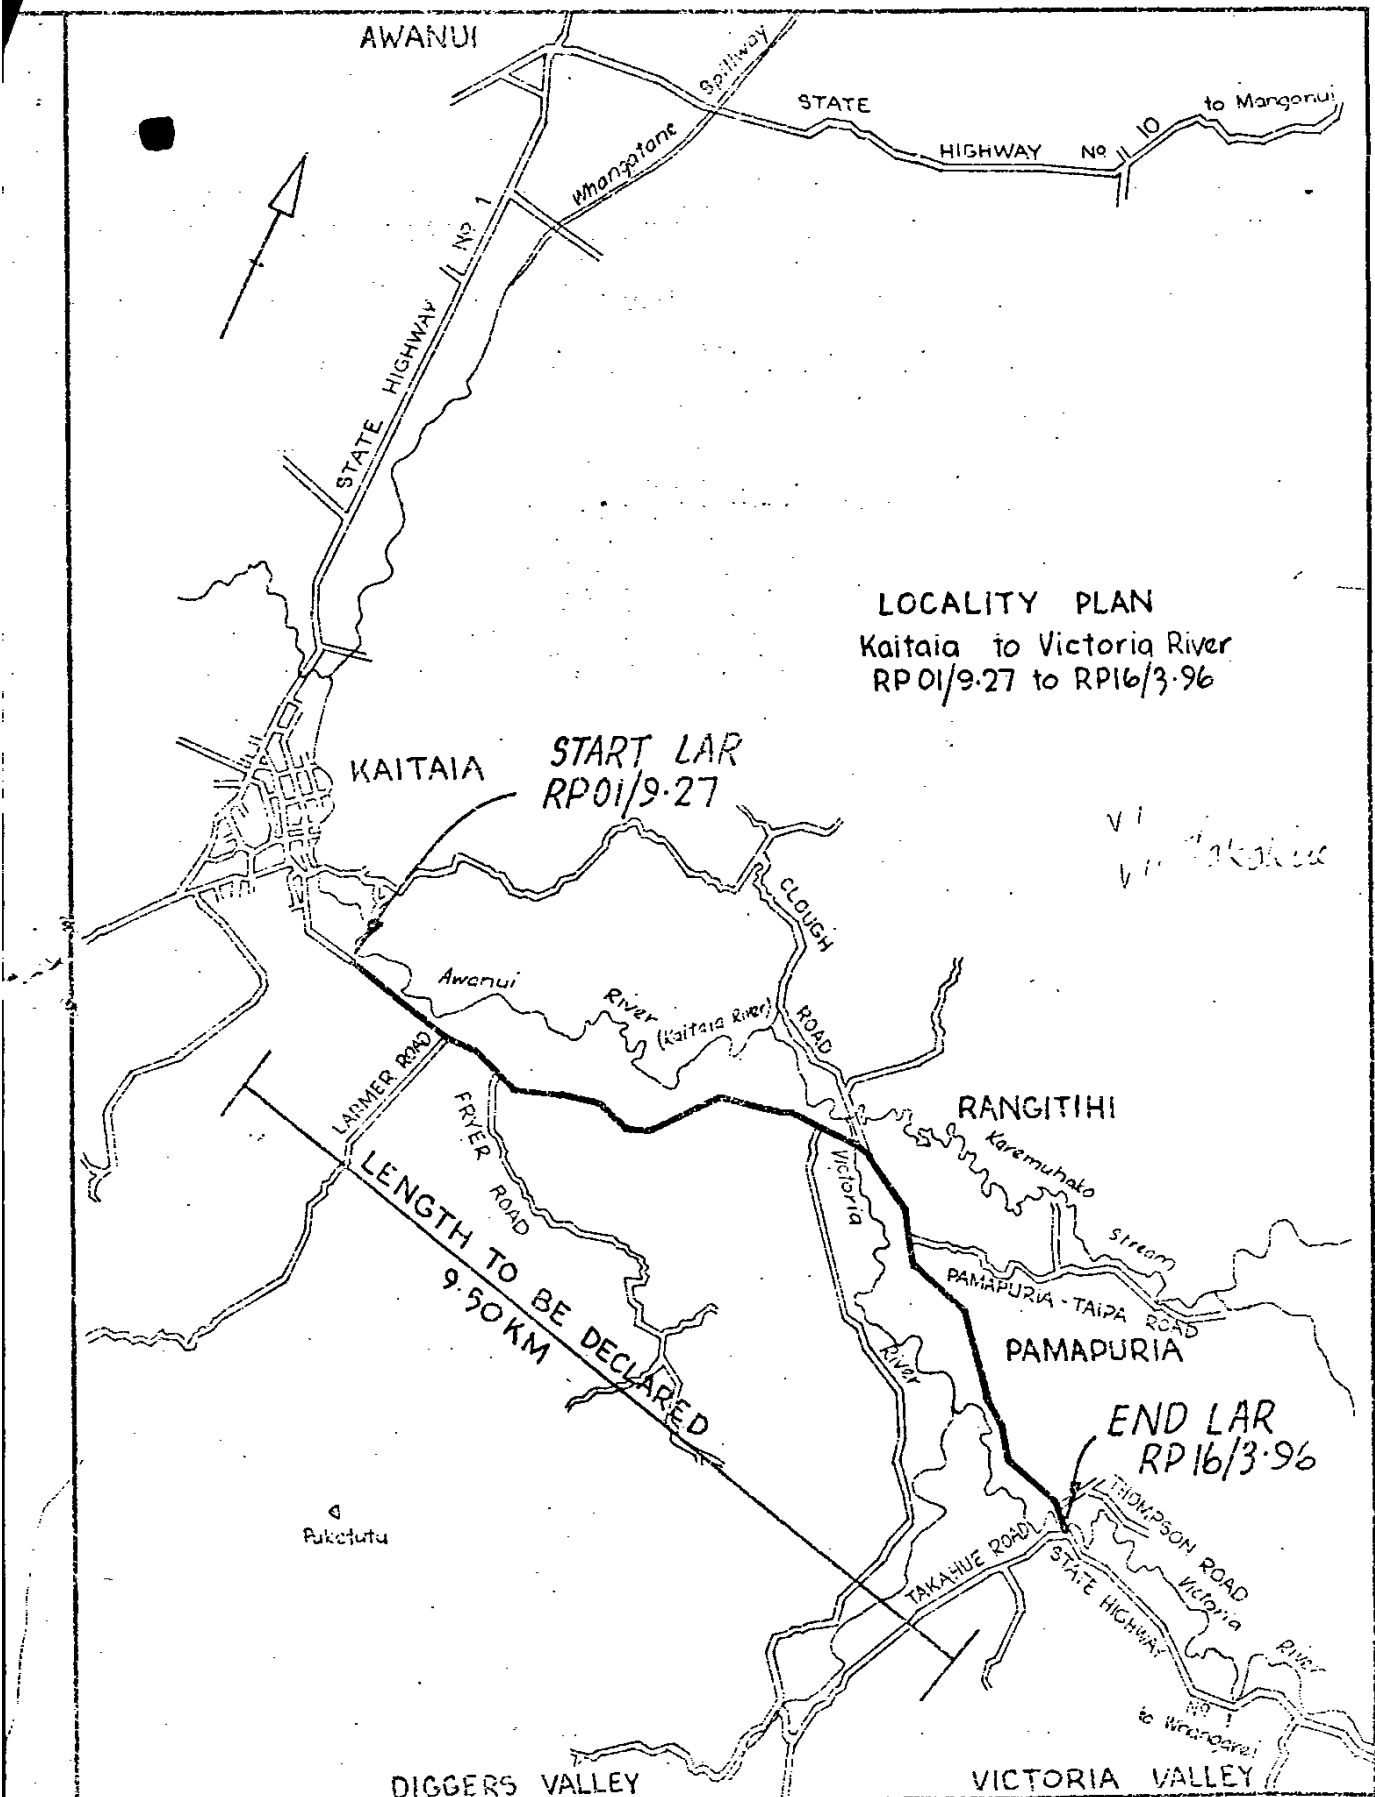 AWANUI
Spillway
STATE
to Mangonui
HIGHWAY Nº 10
Whangatane
STATE HIGHWAY Nº 1
LOCALITY PLAN
Kaitaia to Victoria River
RP 01/9·27 to RP16/3·96
START LAR
RP01/9·27
KAITAIA
CLOUGH ROAD
Awanui River
(Kaitaia River)
LARMER ROAD
FRYER ROAD
RANGITIHI
Karemuhako Stream
Victoria River
LENGTH TO BE DECLARED
9·50KM
PAMAPURIA - TAIPA ROAD
PAMAPURIA
END LAR
RP16/3·96
Puketutu
THOMPSON ROAD
TAKAHUE ROAD
STATE HIGHWAY Nº 1
Victoria River
to Whangarei
DIGGERS VALLEY
VICTORIA VALLEY